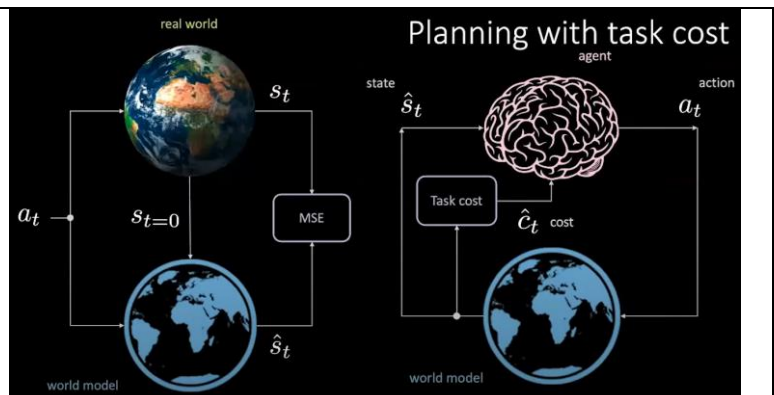 real world
s_t
a_t
s_{t=0}
MSE
ŝ_t
world model
Planning with task cost
agent
state
action
ŝ_t
a_t
Task cost
ĉ_t cost
world model